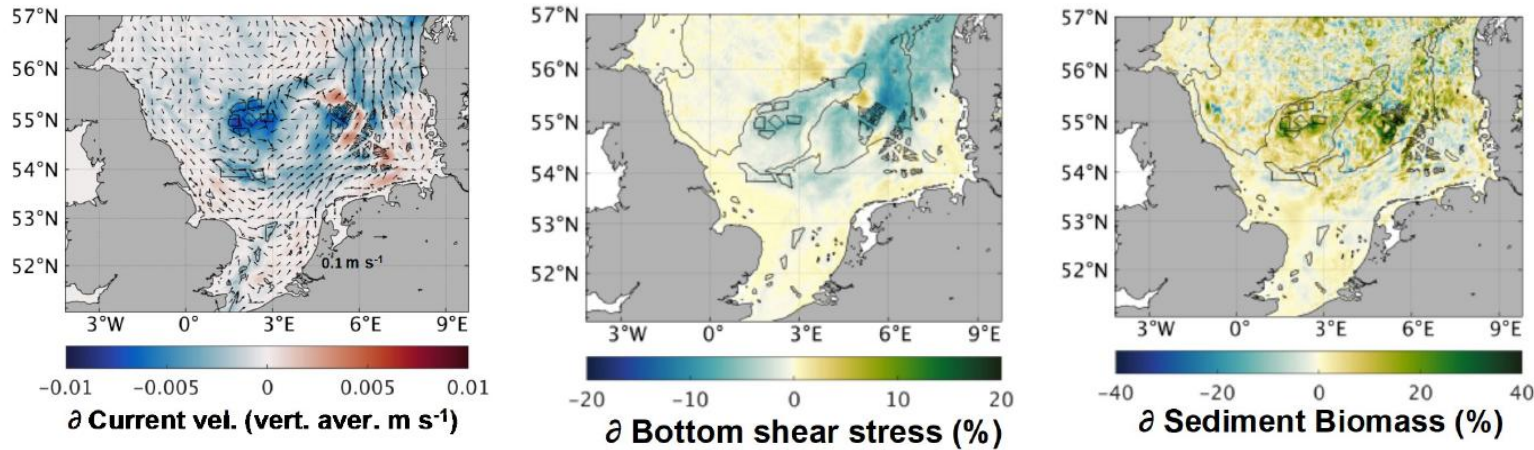 57°N
56°N
55°N
54°N
53°N
52°N
0.1 m s⁻¹
3°W 0° 3°E 6°E 9°E
−0.01 −0.005 0 0.005 0.01
∂ Current vel. (vert. aver. m s⁻¹)
57°N
56°N
55°N
54°N
53°N
52°N
3°W 0° 3°E 6°E 9°E
−20 −10 0 10 20
∂ Bottom shear stress (%)
57°N
56°N
55°N
54°N
53°N
52°N
3°W 0° 3°E 6°E 9°E
−40 −20 0 20 40
∂ Sediment Biomass (%)